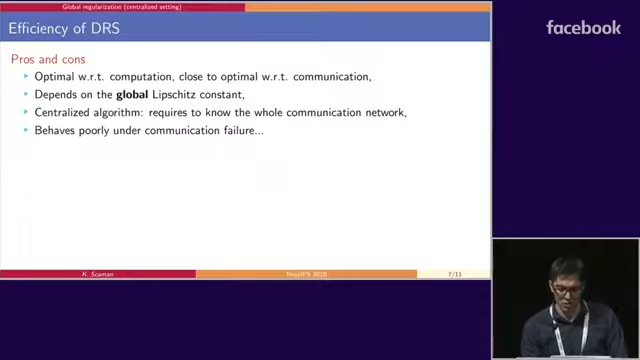 Global regularization (centralized setting)
Efficiency of DRS
facebook
Pros and cons
Optimal w.r.t. computation, close to optimal w.r.t. communication,
Depends on the global Lipschitz constant,
Centralized algorithm: requires to know the whole communication network,
Behaves poorly under communication failure...
K. Scaman
NeurIPS 2018
7/11